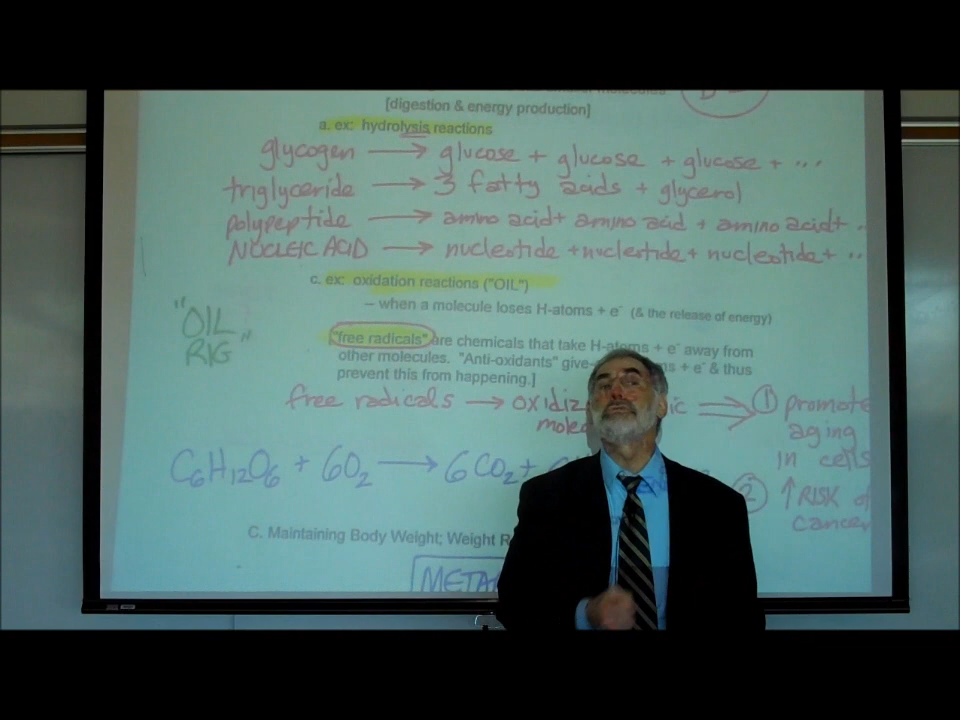 molecules
[digestion & energy production]
a. ex: hydrolysis reactions
glycogen → glucose + glucose + glucose + ...
triglyceride → 3 fatty acids + glycerol
polypeptide → amino acid + amino acid + amino acid + ..
NUCLEIC ACID → nucleotide + nucleotide + nucleotide + ...
c. ex: oxidation reactions ("OIL")
– when a molecule loses H-atoms + e⁻ (& the release of energy)
"OIL
RIG"
"free radicals" are chemicals that take H-atoms + e⁻ away from
other molecules. "Anti-oxidants" give- s + e⁻ & thus
prevent this from happening.]
free radicals → oxidiz ic ⇒ ① promote
molec aging
in cells
C₆H₁₂O₆ + 6O₂ → 6CO₂ + 6
② ↑ RISK of
cancer
C. Maintaining Body Weight; Weight R
META